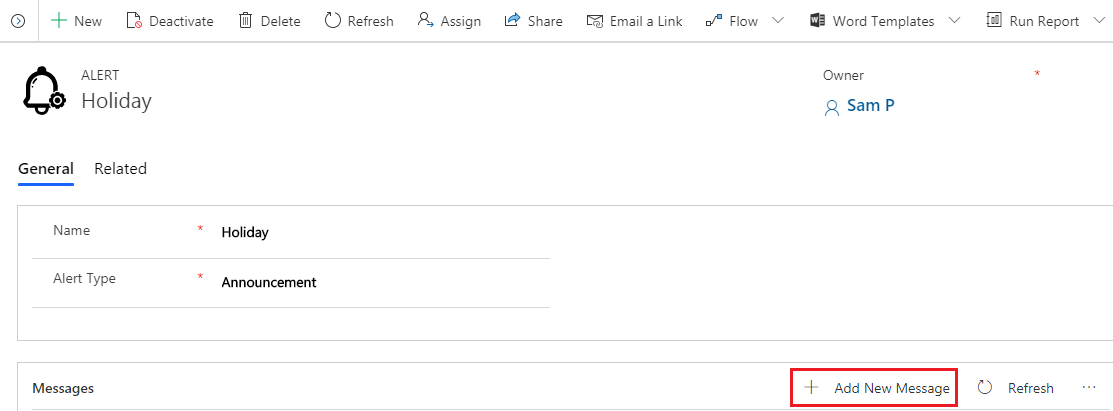 New Deactivate Delete Refresh Assign Share Email a Link Flow Word Templates Run Report
ALERT
Holiday
Owner *
Sam P
General Related
Name * Holiday
Alert Type * Announcement
Messages Add New Message Refresh ...